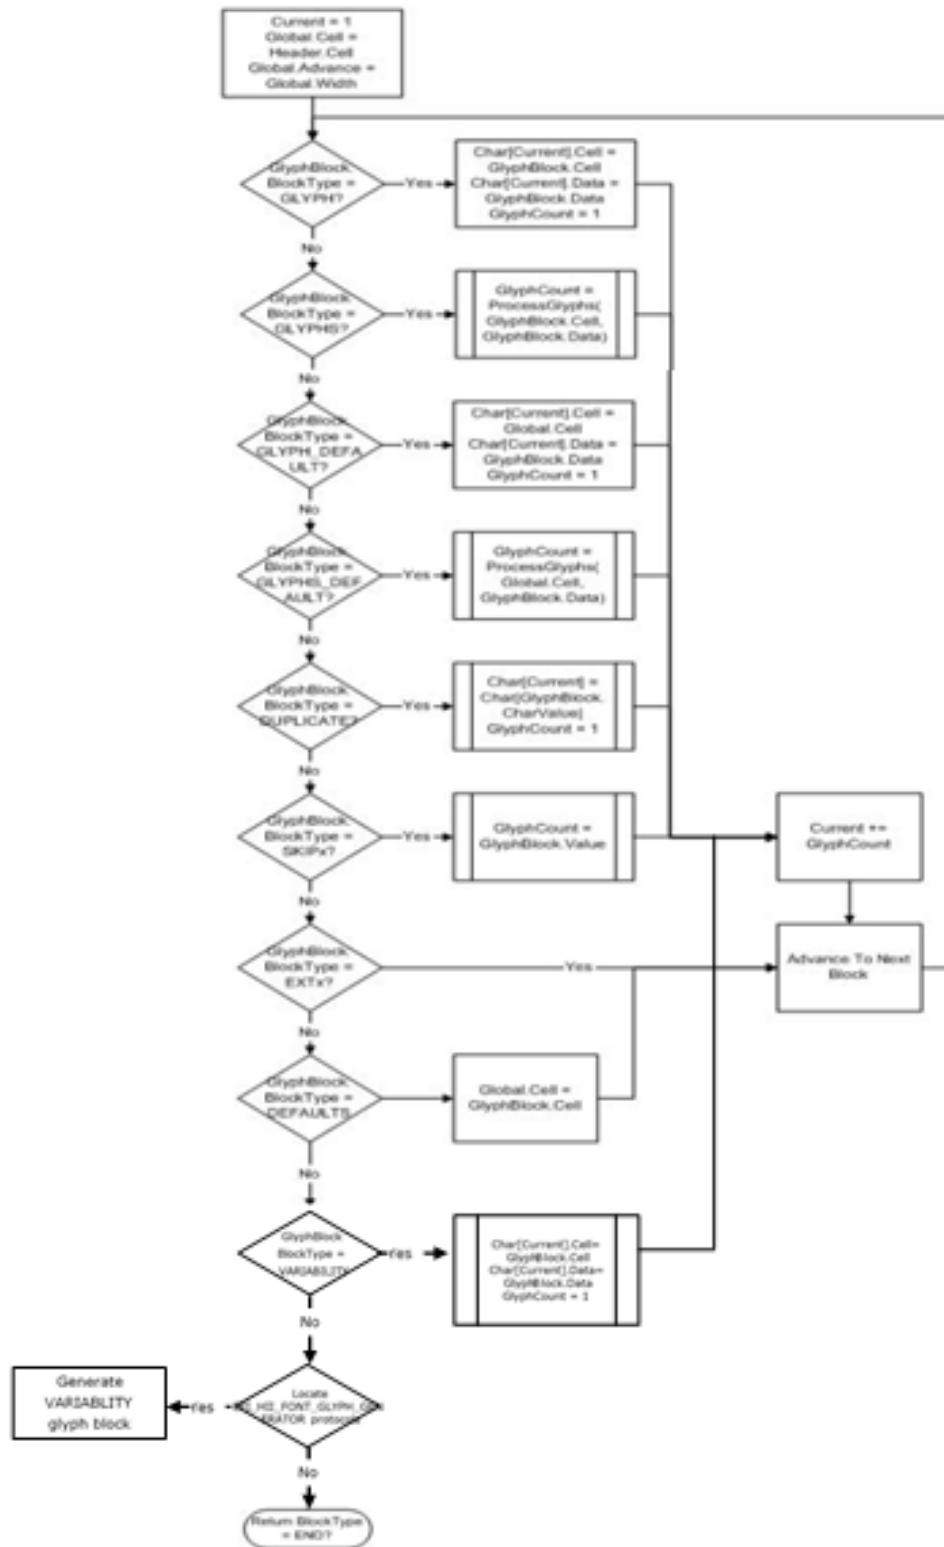 Current = 1
Global.Cell =
Header.Cell
Global.Advance =
Global.Width
GlyphBlock.
BlockType =
GLYPH?
Yes
Char[Current].Cell =
GlyphBlock.Cell
Char[Current].Data =
GlyphBlock.Data
GlyphCount = 1
No
GlyphBlock.
BlockType =
GLYPHS?
Yes
GlyphCount =
ProcessGlyphs(
GlyphBlock.Cell,
GlyphBlock.Data)
No
GlyphBlock.
BlockType =
GLYPH_DEFA
ULT?
Yes
Char[Current].Cell =
Global.Cell
Char[Current].Data =
GlyphBlock.Data
GlyphCount = 1
No
GlyphBlock.
BlockType =
GLYPHS_DEF
AULT?
Yes
GlyphCount =
ProcessGlyphs(
Global.Cell,
GlyphBlock.Data)
No
GlyphBlock.
BlockType =
DUPLICATE?
Yes
Char[Current] =
Char[GlyphBlock.
CharValue]
GlyphCount = 1
No
GlyphBlock.
BlockType =
SKIPx?
Yes
GlyphCount =
GlyphBlock.Value
Current +=
GlyphCount
No
GlyphBlock.
BlockType =
EXTx?
Yes
Advance To Next
Block
No
GlyphBlock.
BlockType =
DEFAULTS
Global.Cell =
GlyphBlock.Cell
No
GlyphBlock
BlockType =
VARIABILITY
Yes
Char[Current].Cell=
GlyphBlock.Cell
Char[Current].Data=
GlyphBlock.Data
GlyphCount = 1
No
Generate
VARIABLITY
glyph block
Yes
Locate
protocols
No
Return BlockType
= END?